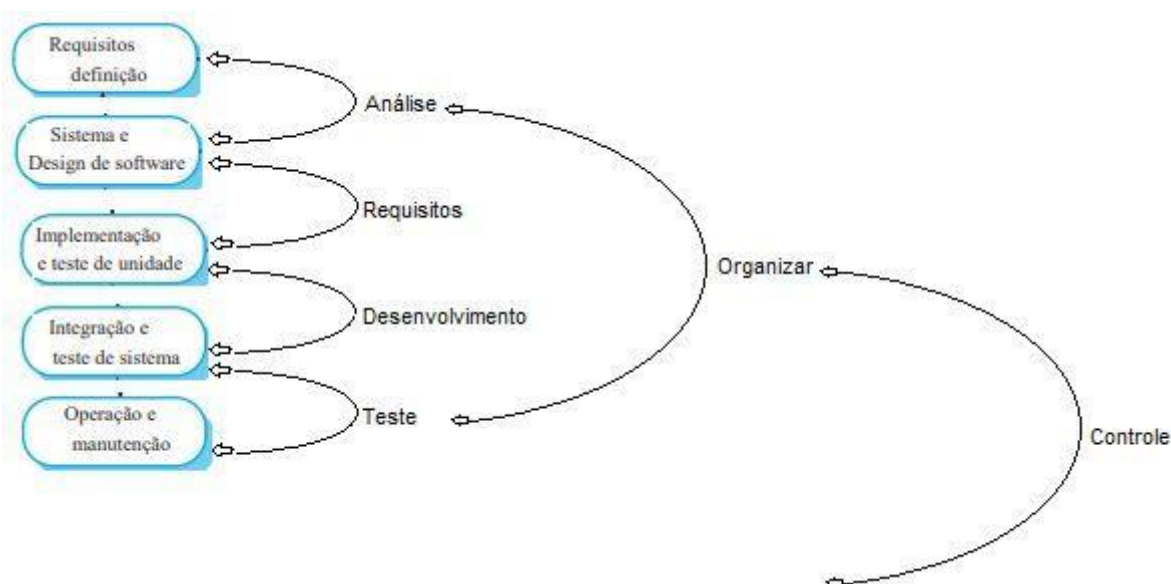 Requisitos
definição
Análise
Sistema e
Design de software
Requisitos
Implementação
e teste de unidade
Organizar
Desenvolvimento
Integração e
teste de sistema
Operação e
manutenção
Teste
Controle